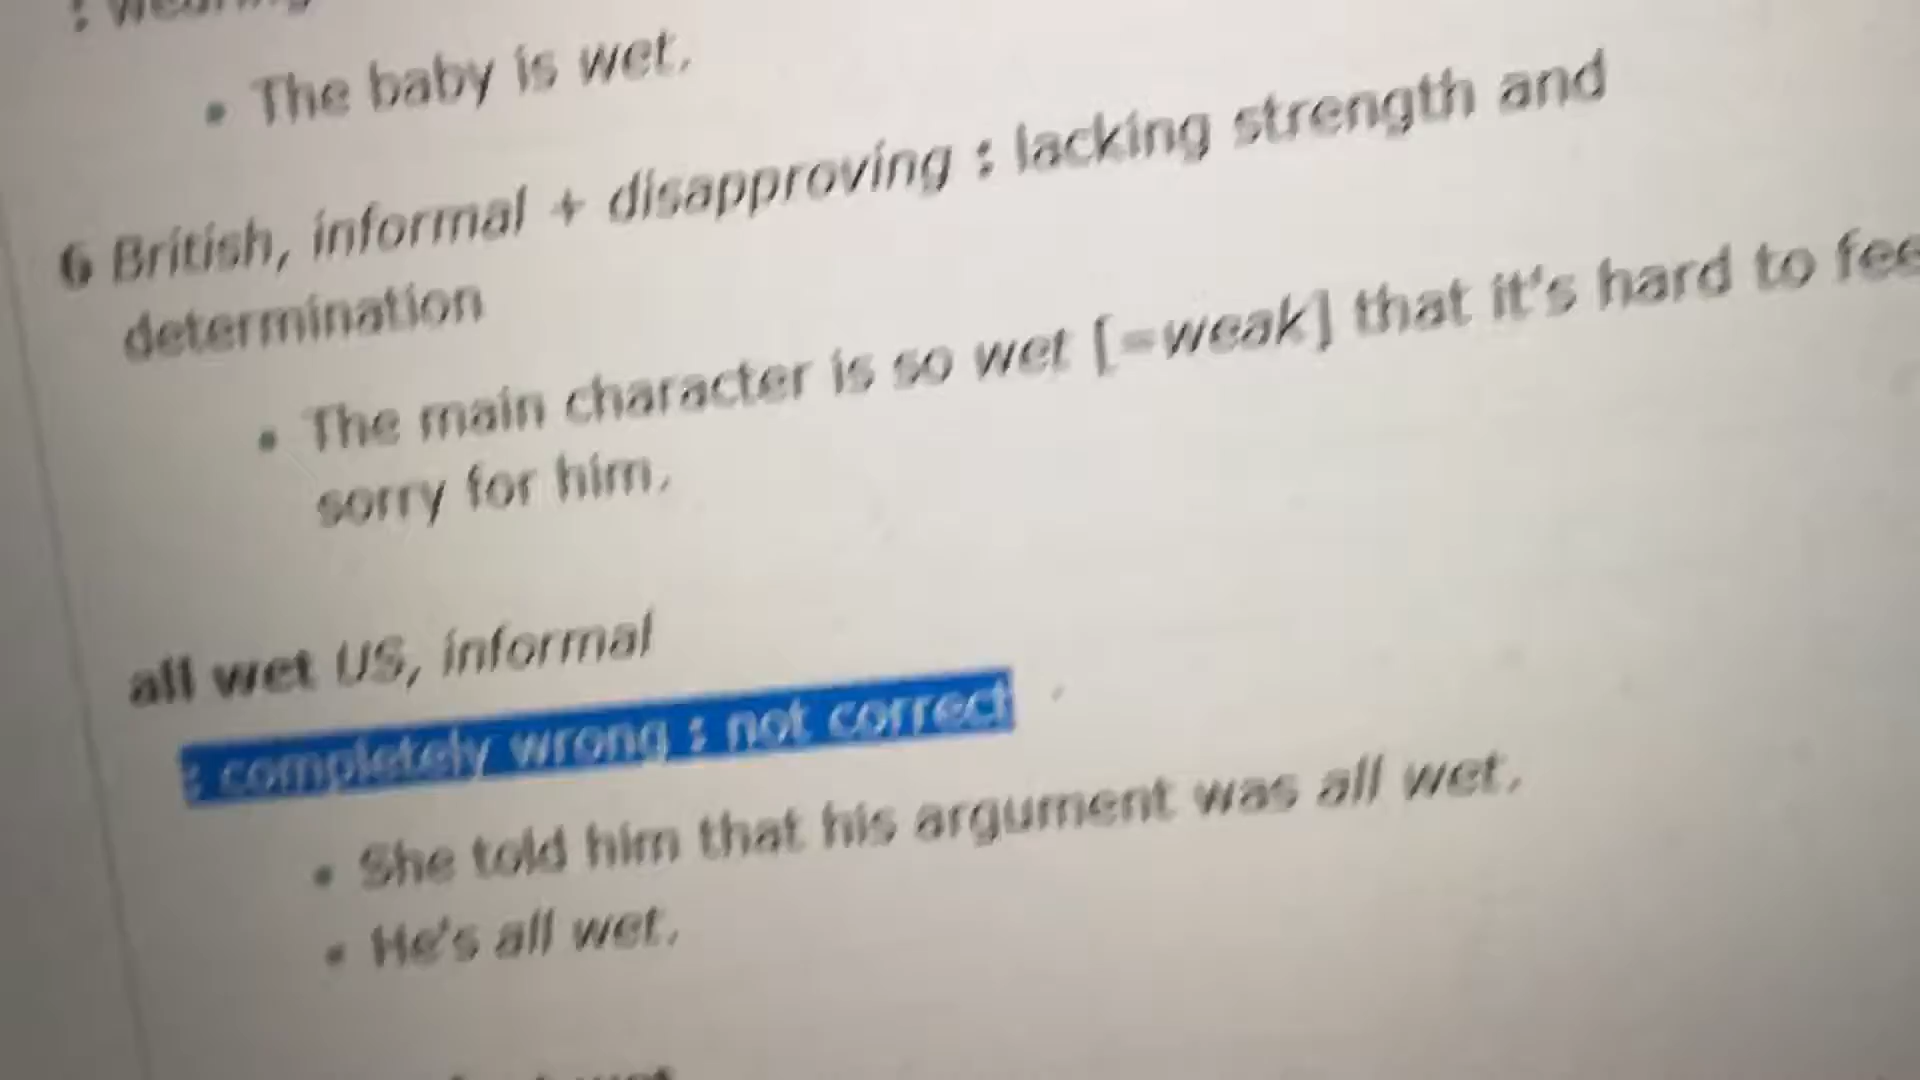 : wearing
• The baby is wet.
6 British, informal + disapproving : lacking strength and
determination
• The main character is so wet [=weak] that it's hard to fee
sorry for him.
all wet US, informal
: completely wrong : not correct
• She told him that his argument was all wet.
• He's all wet.